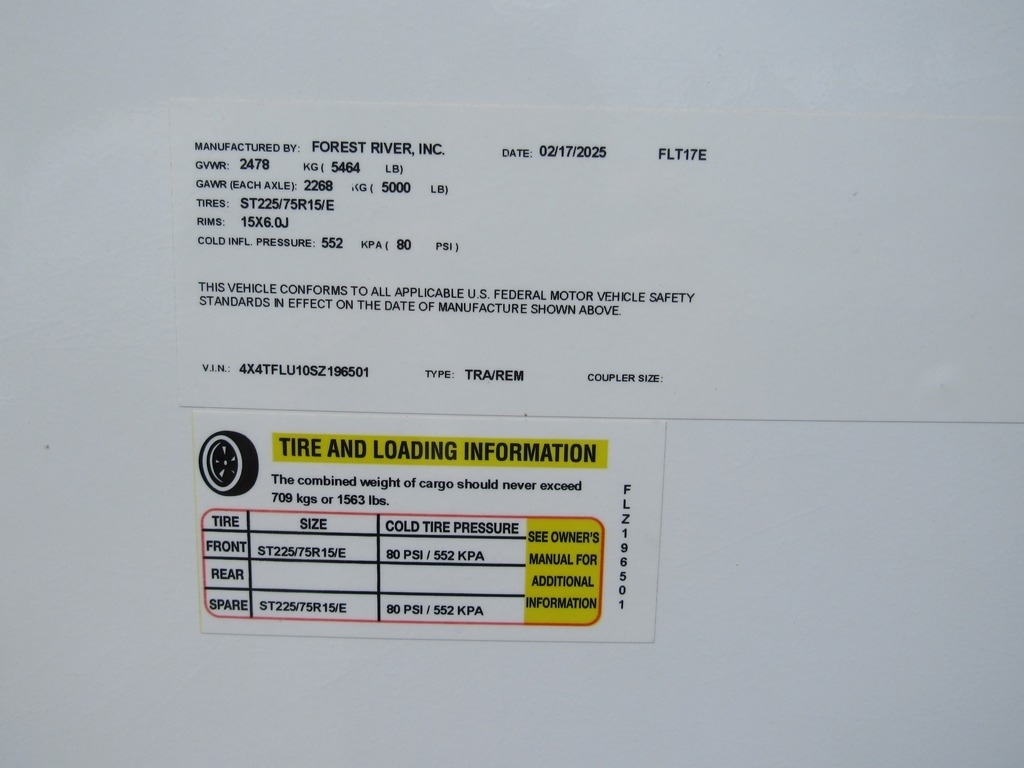 MANUFACTURED BY: FOREST RIVER, INC. DATE: 02/17/2025 FLT17E
GVWR: 2478 KG ( 5464 LB)
GAWR (EACH AXLE): 2268 KG ( 5000 LB)
TIRES: ST225/75R15/E
RIMS: 15X6.0J
COLD INFL. PRESSURE: 552 KPA ( 80 PSI )
THIS VEHICLE CONFORMS TO ALL APPLICABLE U.S. FEDERAL MOTOR VEHICLE SAFETY
STANDARDS IN EFFECT ON THE DATE OF MANUFACTURE SHOWN ABOVE.
V.I.N.: 4X4TFLU10SZ196501 TYPE: TRA/REM COUPLER SIZE:
TIRE AND LOADING INFORMATION
The combined weight of cargo should never exceed
709 kgs or 1563 lbs.
TIRE SIZE COLD TIRE PRESSURE
FRONT ST225/75R15/E 80 PSI / 552 KPA
REAR
SPARE ST225/75R15/E 80 PSI / 552 KPA
SEE OWNER'S
MANUAL FOR
ADDITIONAL
INFORMATION
FLZ196501